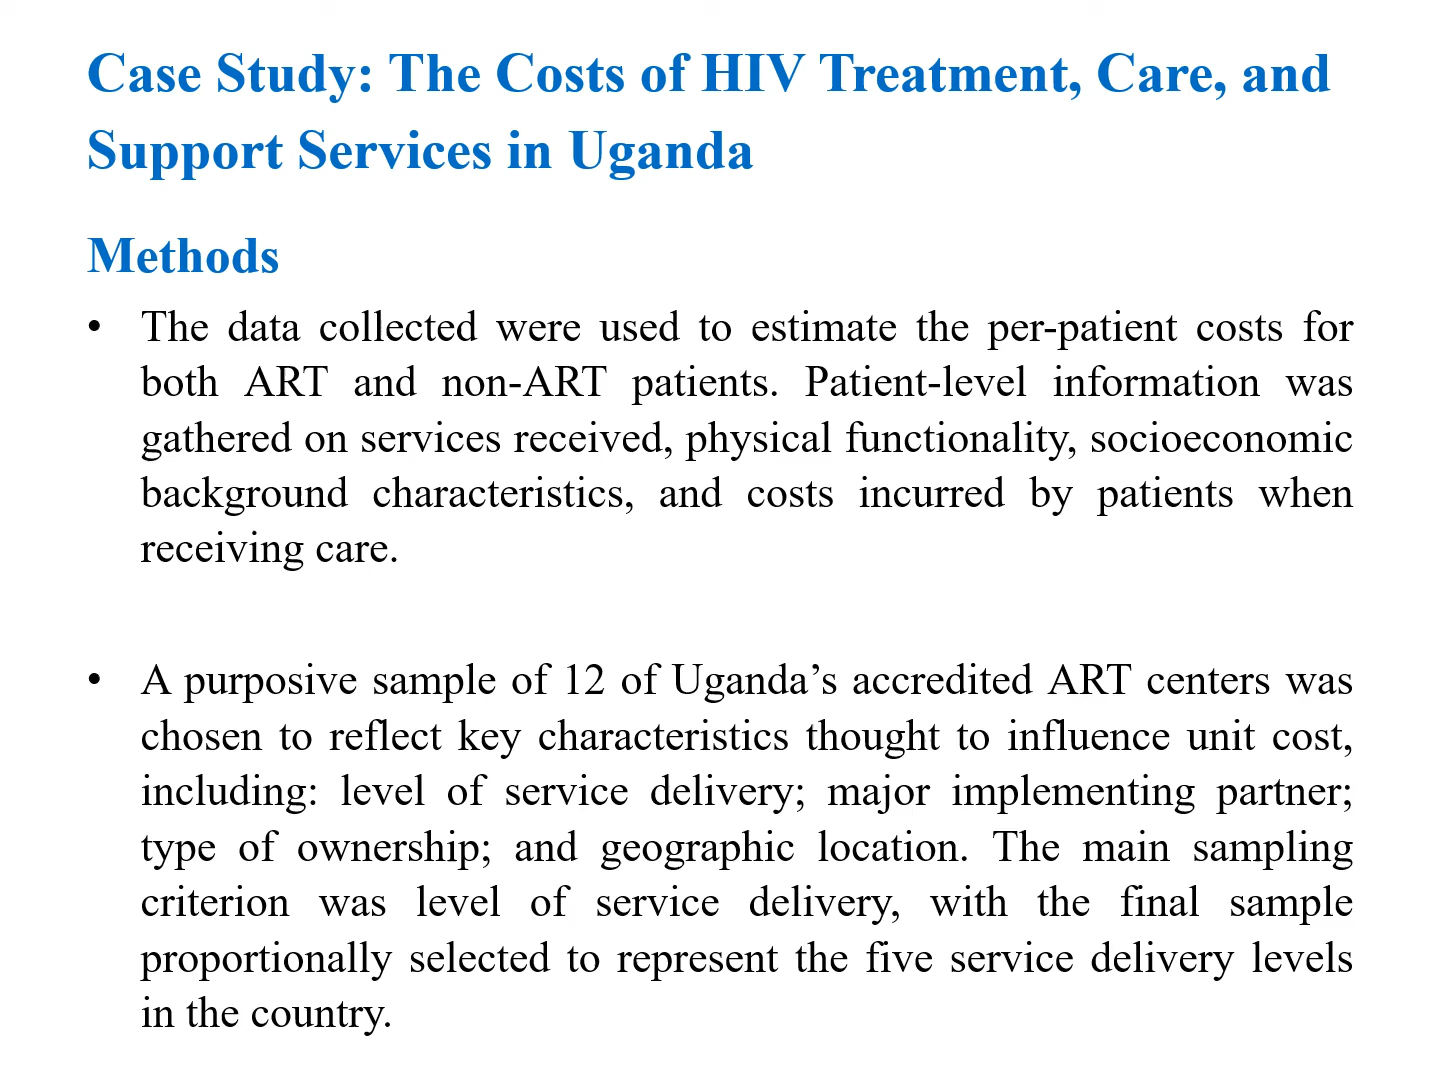 Case Study: The Costs of HIV Treatment, Care, and
Support Services in Uganda
Methods
• The data collected were used to estimate the per-patient costs for
both ART and non-ART patients. Patient-level information was
gathered on services received, physical functionality, socioeconomic
background characteristics, and costs incurred by patients when
receiving care.
• A purposive sample of 12 of Uganda’s accredited ART centers was
chosen to reflect key characteristics thought to influence unit cost,
including: level of service delivery; major implementing partner;
type of ownership; and geographic location. The main sampling
criterion was level of service delivery, with the final sample
proportionally selected to represent the five service delivery levels
in the country.